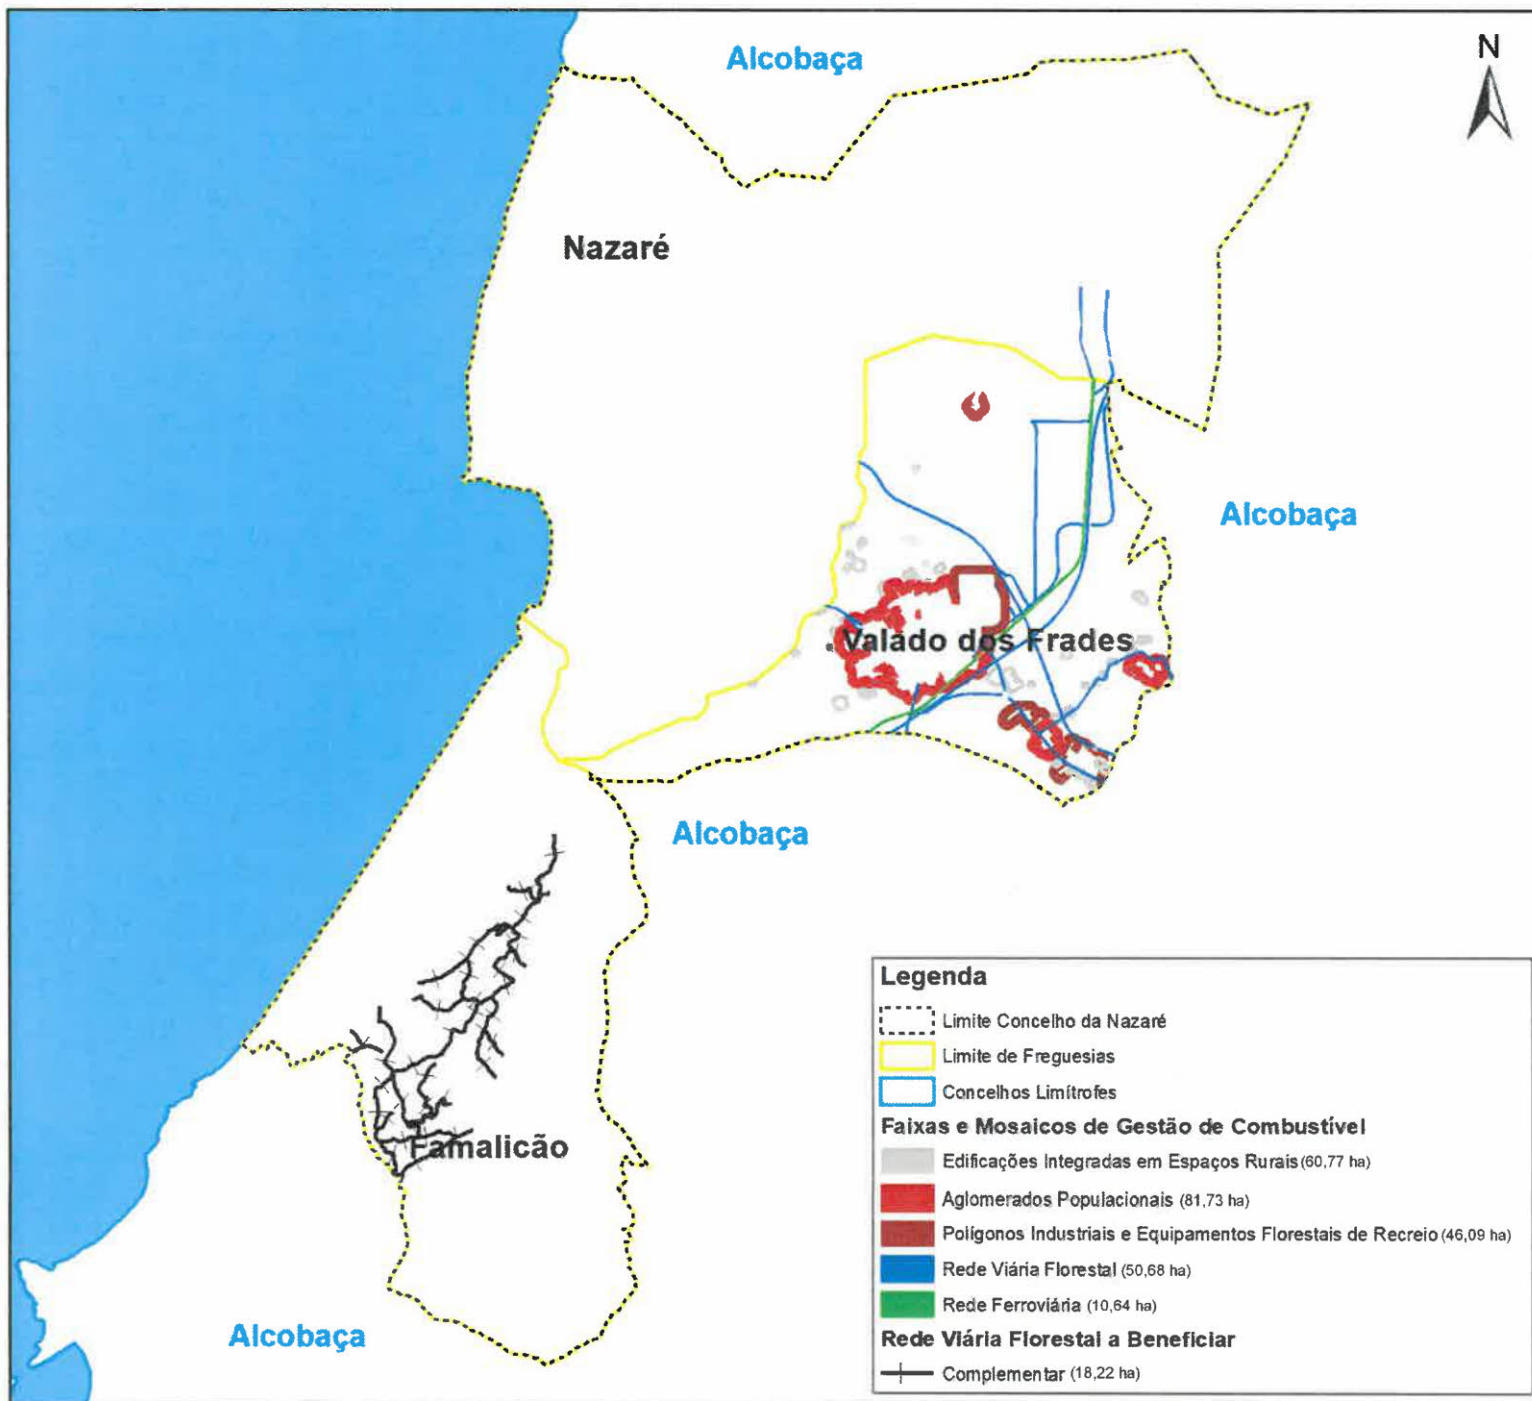 Alcobaça
N
Nazaré
Alcobaça
Valado dos Frades
Alcobaça
Famalicão
Alcobaça
Legenda
Limite Concelho da Nazaré
Limite de Freguesias
Concelhos Limítrofes
Faixas e Mosaicos de Gestão de Combustível
Edificações Integradas em Espaços Rurais (60,77 ha)
Aglomerados Populacionais (81,73 ha)
Polígonos Industriais e Equipamentos Florestais de Recreio (46,09 ha)
Rede Viária Florestal (50,68 ha)
Rede Ferroviária (10,64 ha)
Rede Viária Florestal a Beneficiar
Complementar (18,22 ha)